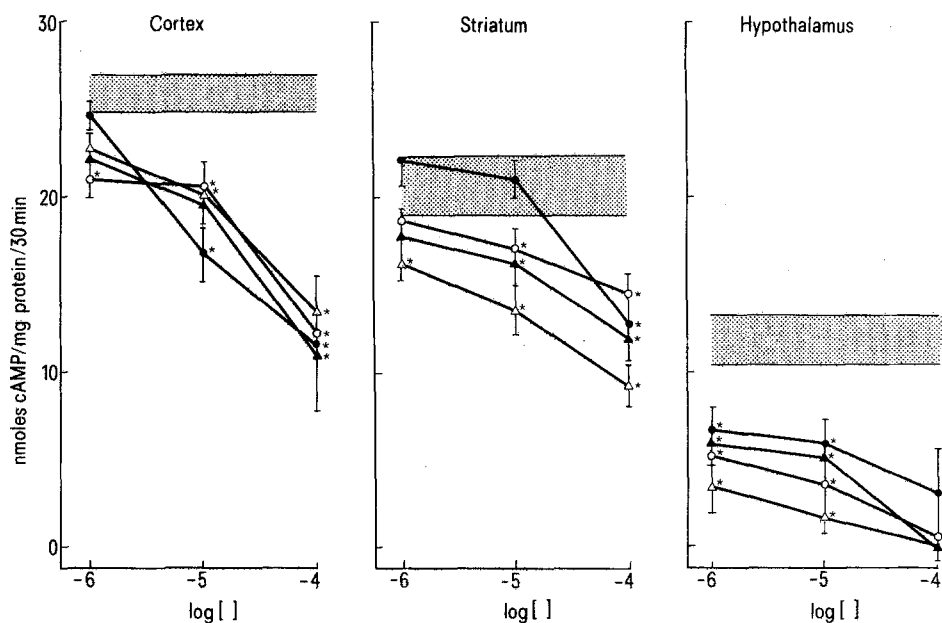 Cortex
Striatum
Hypothalamus
nmoles cAMP/mg protein/30 min
30
20
10
0
-6
-5
-4
log [ ]
-6
-5
-4
log [ ]
-6
-5
-4
log [ ]